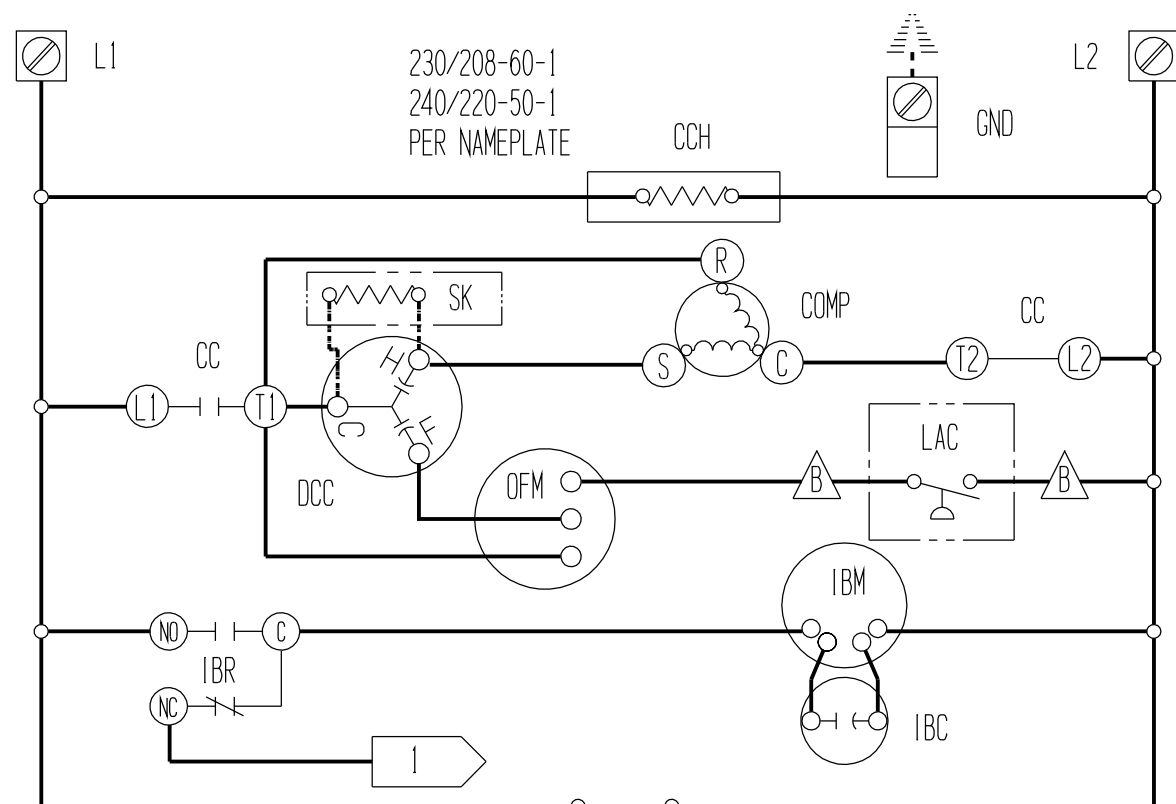 L1
230/208-60-1
240/220-50-1
PER NAMEPLATE
L2
GND
CCH
R
SK
COMP
CC
CC
H
S
C
T2
L2
L1
T1
C
F
LAC
DCC
OFM
B
B
IBM
NO
C
IBR
NC
IBC
1